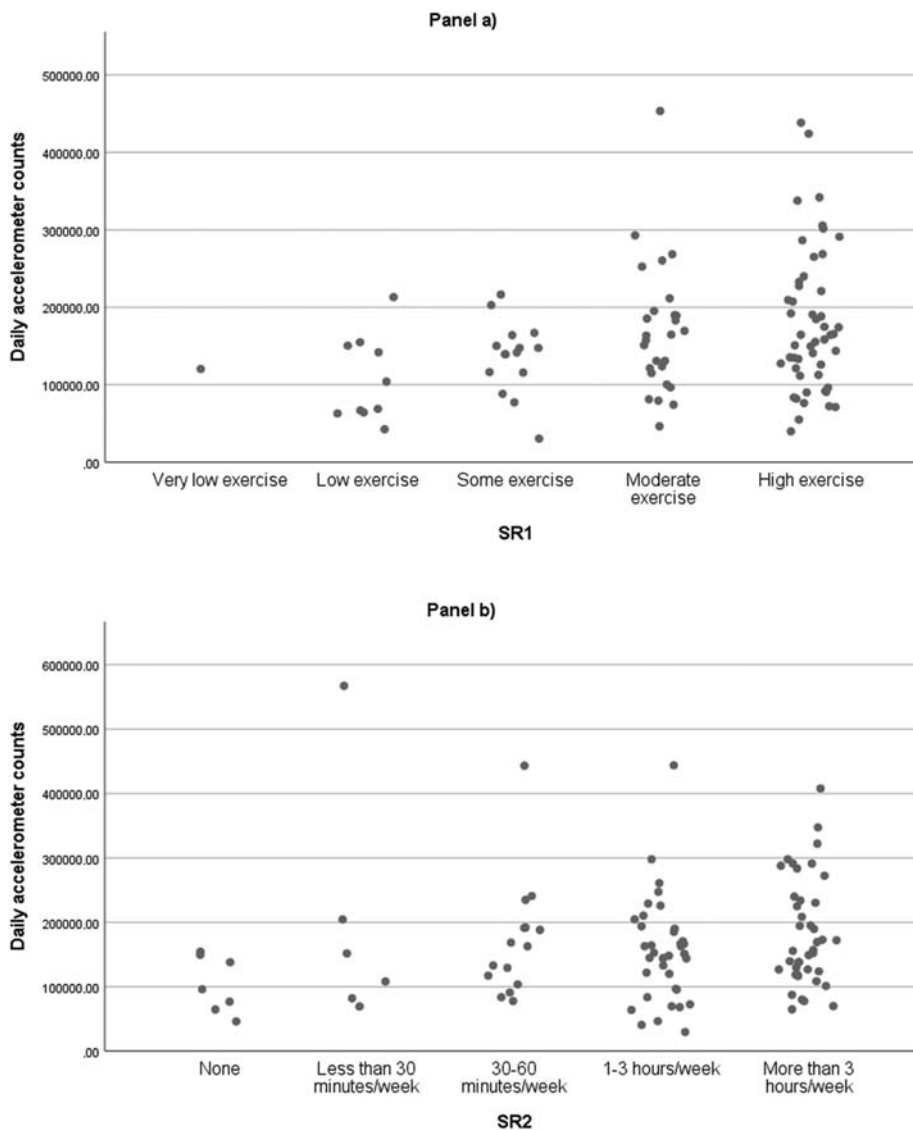 Panel a)
Daily accelerometer counts
500000.00
400000.00
300000.00
200000.00
100000.00
.00
Very low exercise
Low exercise
Some exercise
Moderate
exercise
High exercise
SR1
Panel b)
Daily accelerometer counts
600000.00
500000.00
400000.00
300000.00
200000.00
100000.00
.00
None
Less than 30
minutes/week
30-60
minutes/week
1-3 hours/week
More than 3
hours/week
SR2